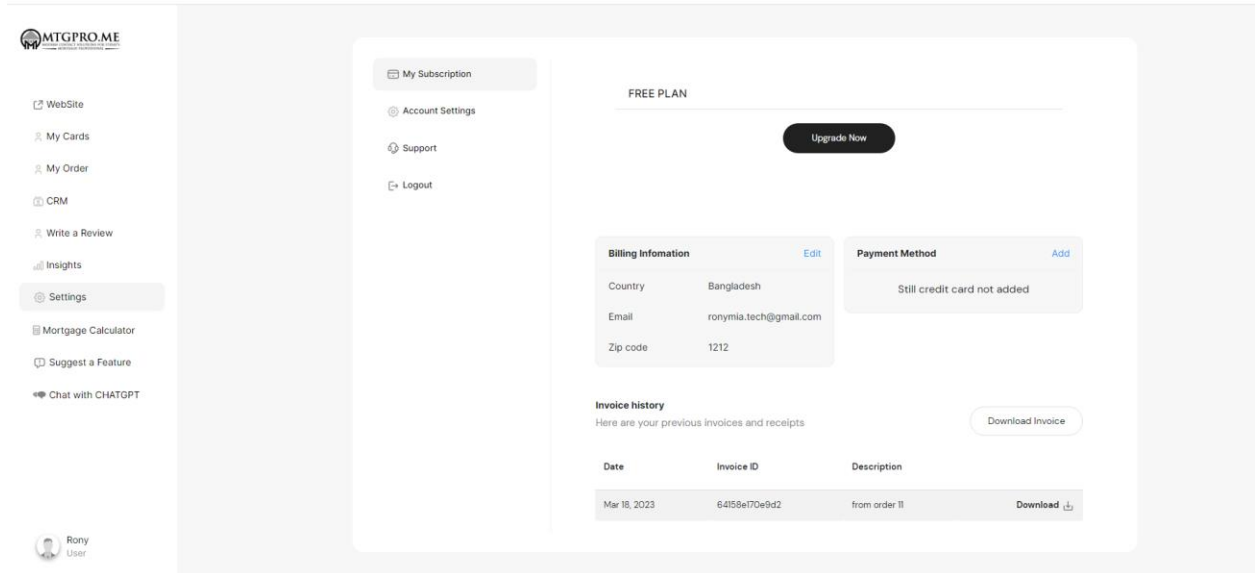 MTGPRO.ME
WebSite
My Cards
My Order
CRM
Write a Review
Insights
Settings
Mortgage Calculator
Suggest a Feature
Chat with CHATGPT
Rony
User
My Subscription
Account Settings
Support
Logout
FREE PLAN
Upgrade Now
Billing Infomation Edit
Country Bangladesh
Email ronymia.tech@gmail.com
Zip code 1212
Payment Method Add
Still credit card not added
Invoice history
Here are your previous invoices and receipts
Download Invoice
Date Invoice ID Description
Mar 18, 2023 64158e170e9d2 from order 11 Download